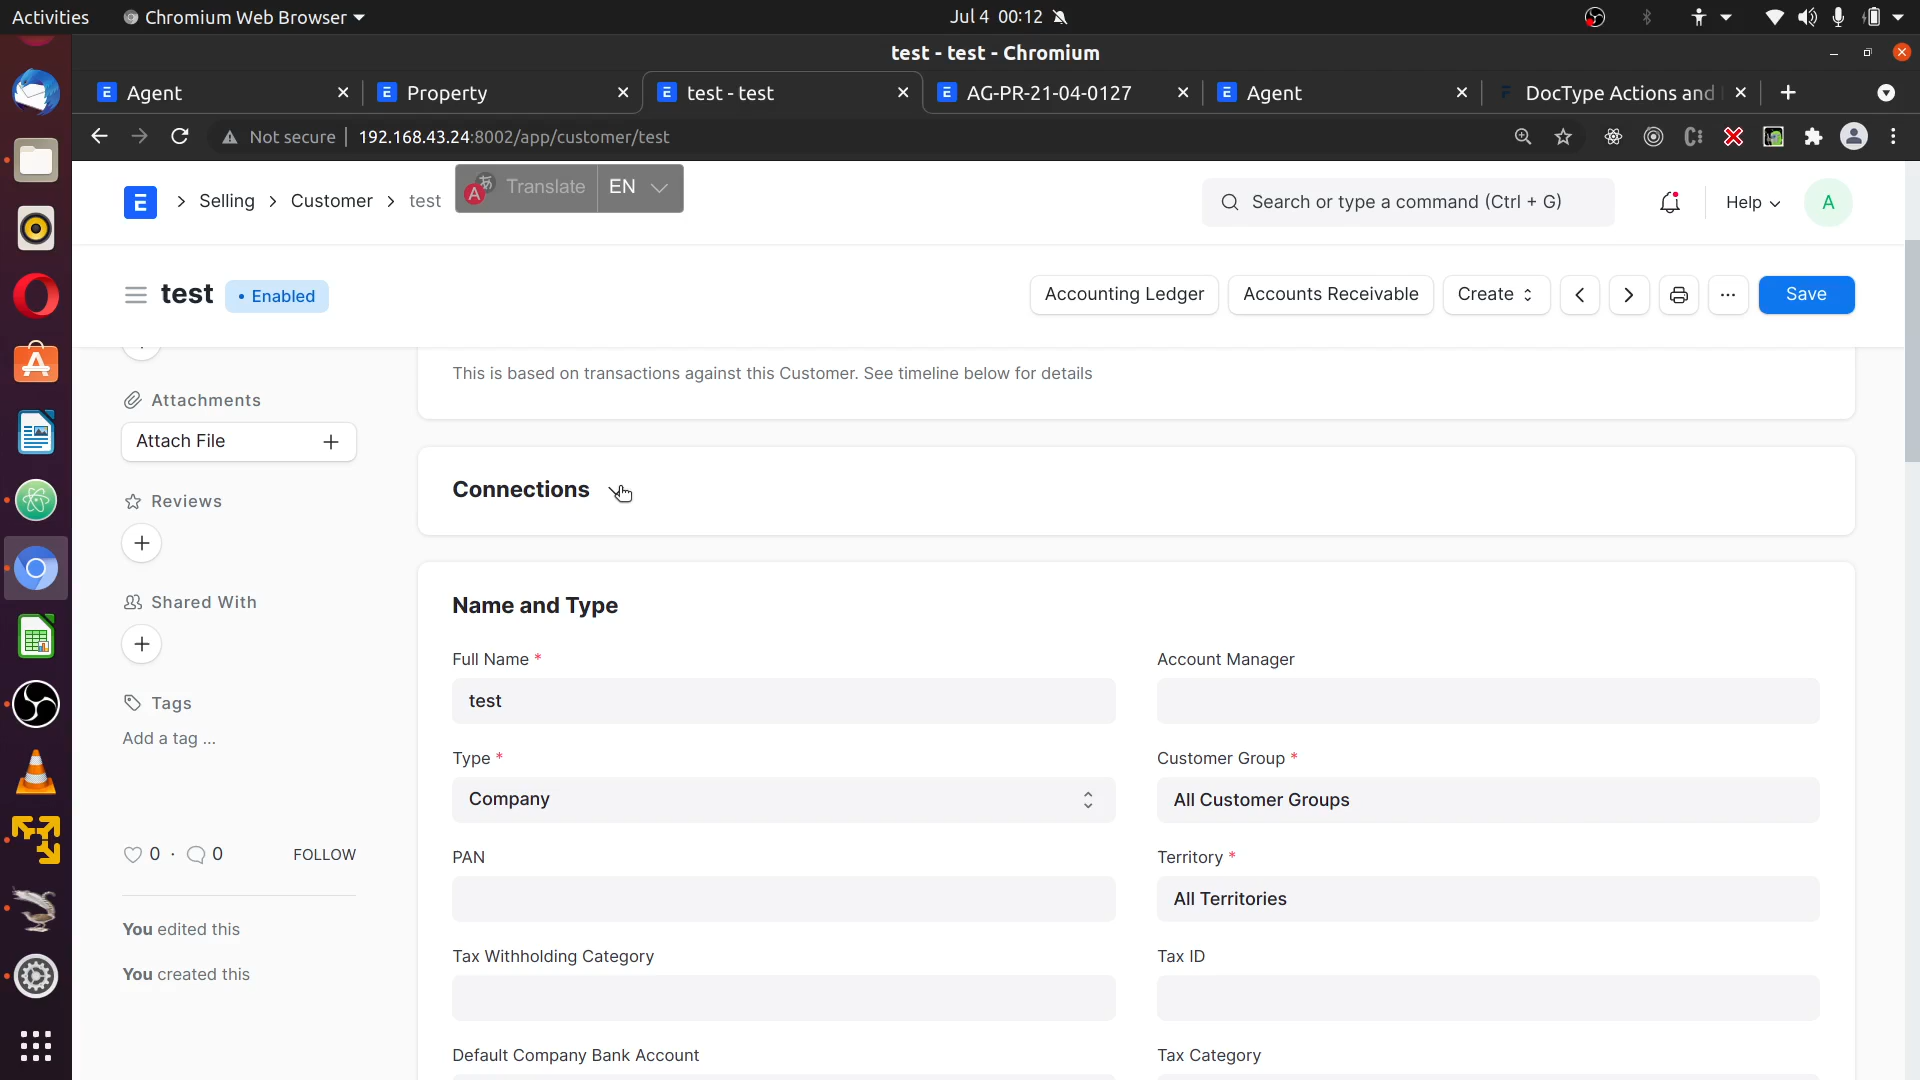 Activities Chromium Web Browser Jul 4 00:12
test - test - Chromium
Agent Property test - test AG-PR-21-04-0127 Agent DocType Actions and
Not secure 192.168.43.24:8002/app/customer/test
E Selling Customer test Translate EN Search or type a command (Ctrl + G) Help A
test • Enabled Accounting Ledger Accounts Receivable Create ... Save
This is based on transactions against this Customer. See timeline below for details
Attachments
Attach File +
Connections
Reviews
+
Shared With
+
Tags
Add a tag ...
0 · 0 FOLLOW
You edited this
You created this
Name and Type
Full Name *
test
Account Manager
Type *
Company
Customer Group *
All Customer Groups
PAN
Territory *
All Territories
Tax Withholding Category
Tax ID
Default Company Bank Account
Tax Category